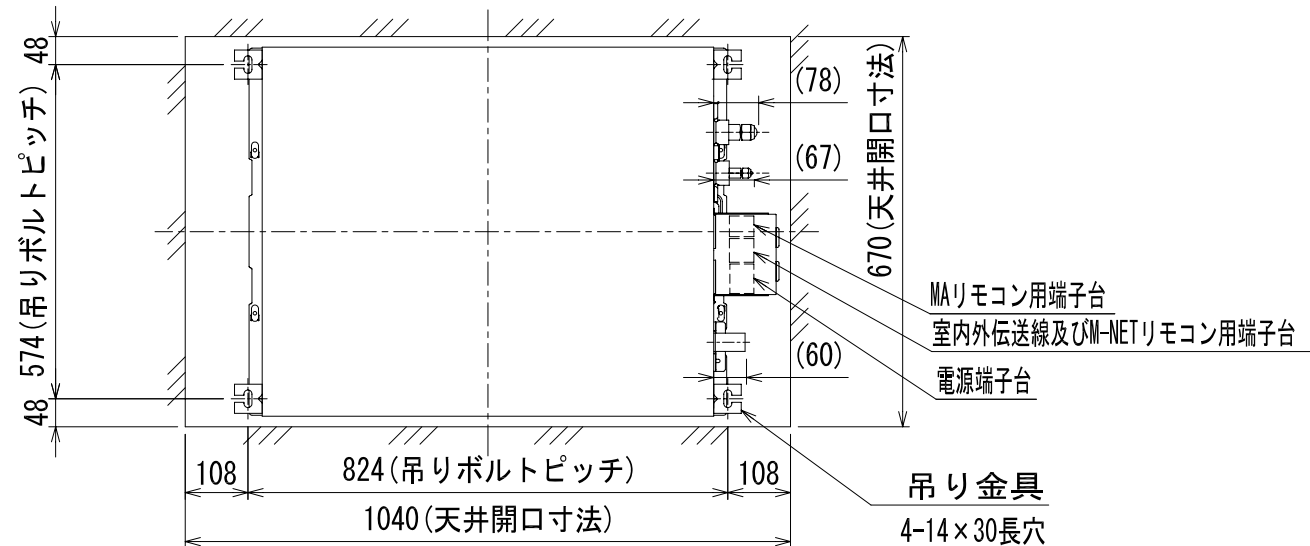 48
574(吊りボルトピッチ)
48
(78)
(67)
(60)
670(天井開口寸法)
MAリモコン用端子台
室内外伝送線及びM-NETリモコン用端子台
電源端子台
108
824(吊りボルトピッチ)
108
1040(天井開口寸法)
吊り金具
4-14×30長穴